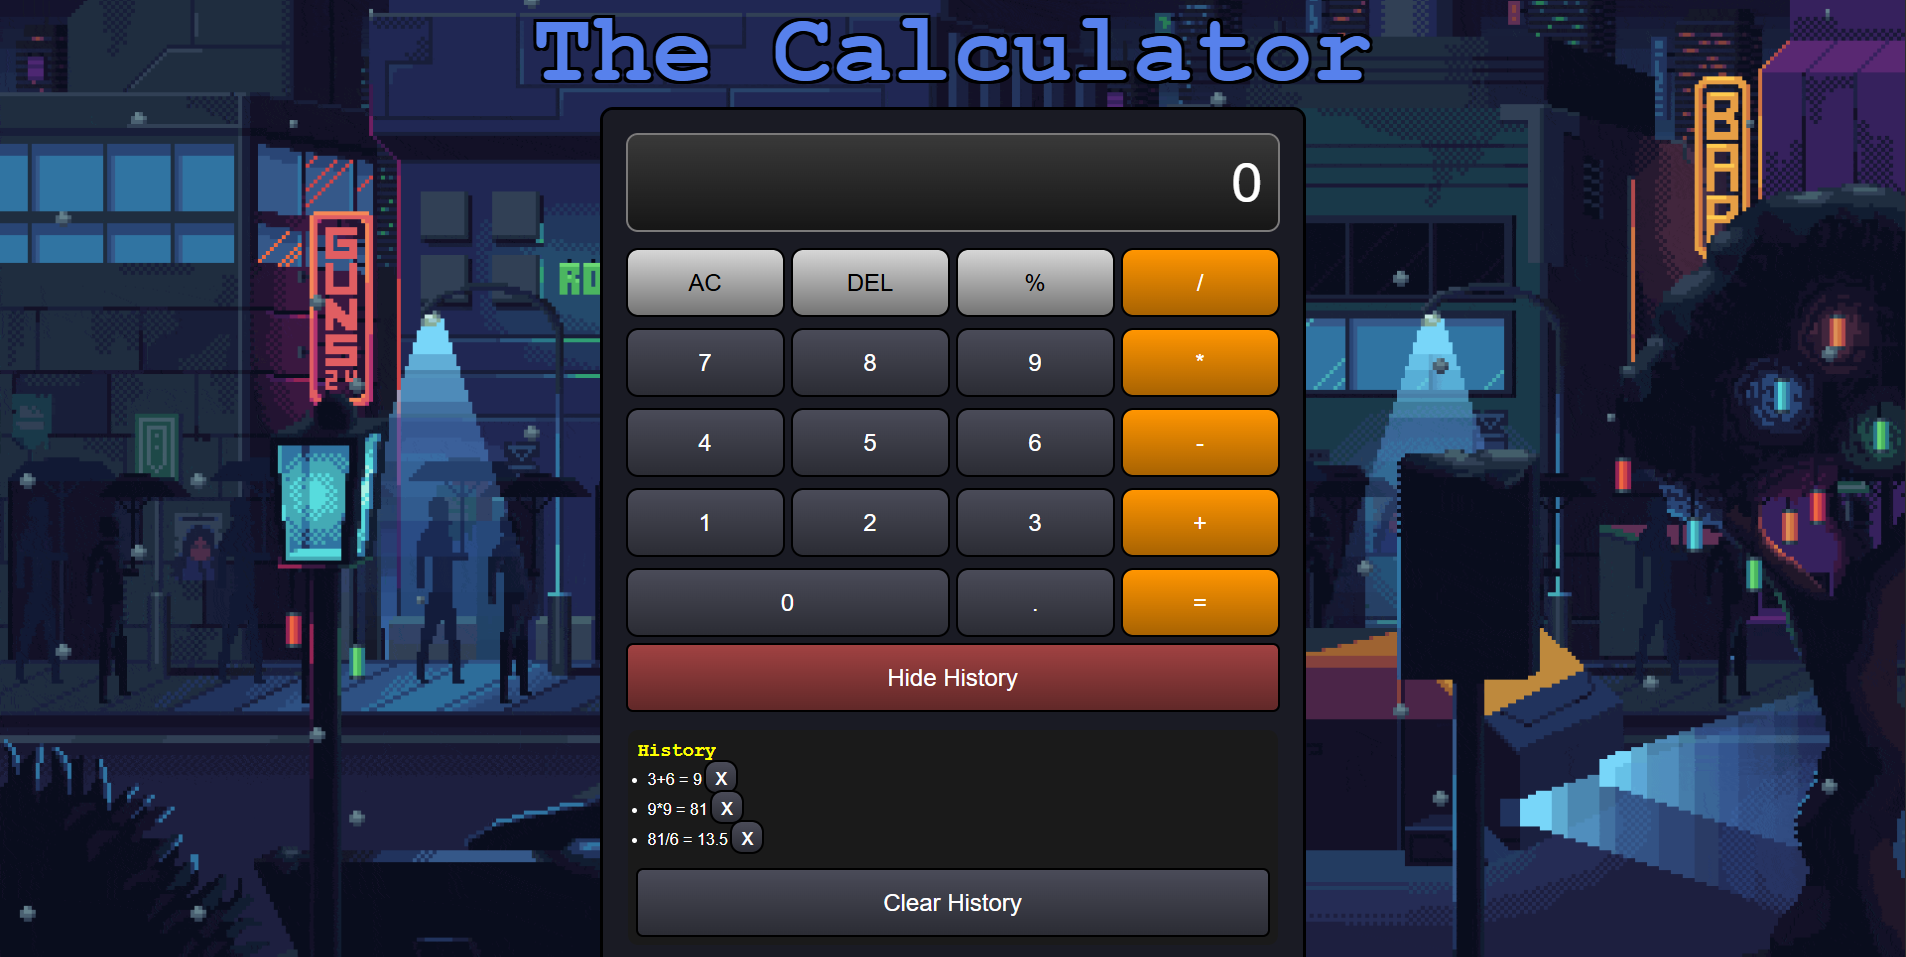 The Calculator
BAR
GUNS
RO
0
AC DEL % /
7 8 9 *
4 5 6 -
1 2 3 +
0 . =
Hide History
History
3+6 = 9 X
9*9 = 81 X
81/6 = 13.5 X
Clear History